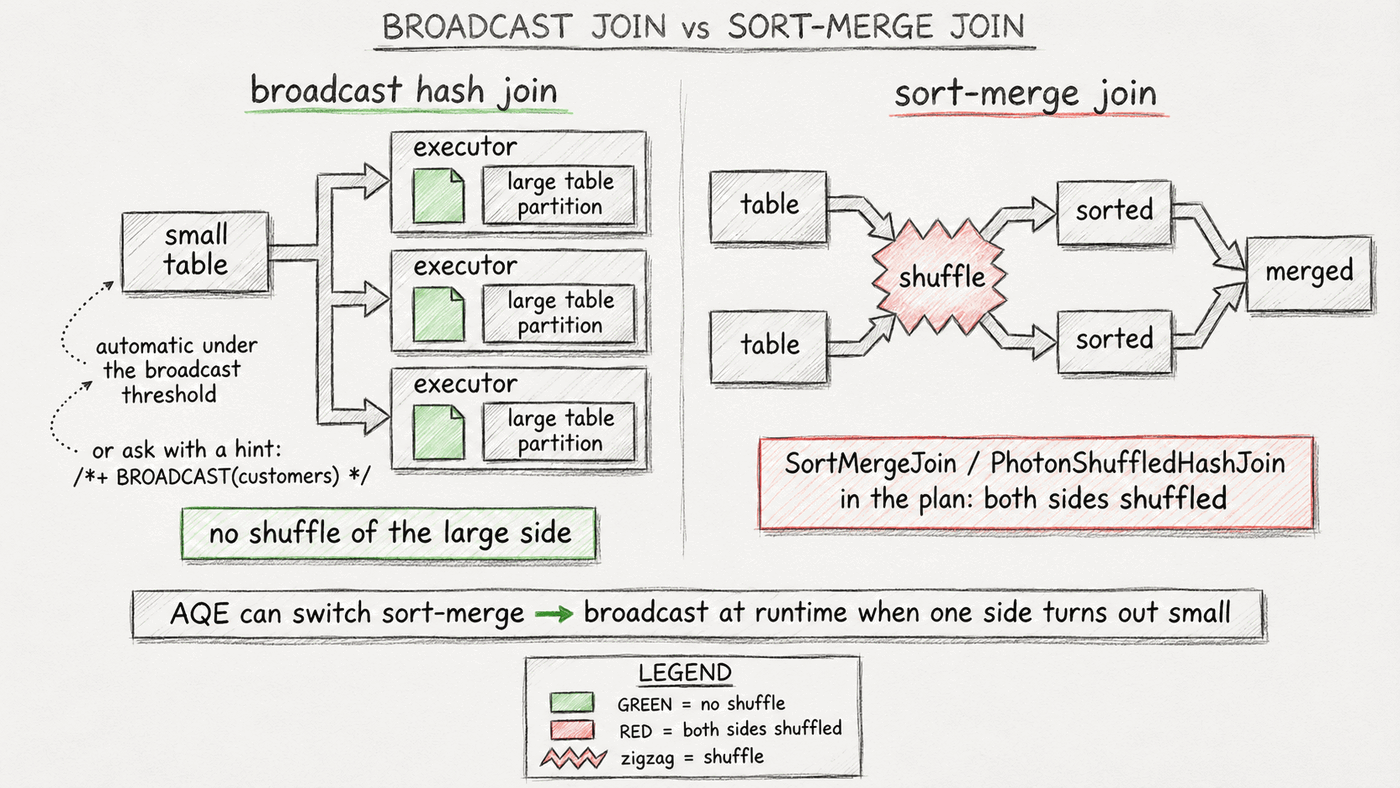 BROADCAST JOIN vs SORT-MERGE JOIN
broadcast hash join
small
table
executor
large table
partition
executor
large table
partition
executor
large table
partition
automatic under
the broadcast
threshold
or ask with a hint:
/*+ BROADCAST(customers) */
no shuffle of the large side
sort-merge join
table
table
shuffle
sorted
sorted
merged
SortMergeJoin / PhotonShuffledHashJoin
in the plan: both sides shuffled
AQE can switch sort-merge → broadcast at runtime when one side turns out small
LEGEND
GREEN = no shuffle
RED = both sides shuffled
zigzag = shuffle